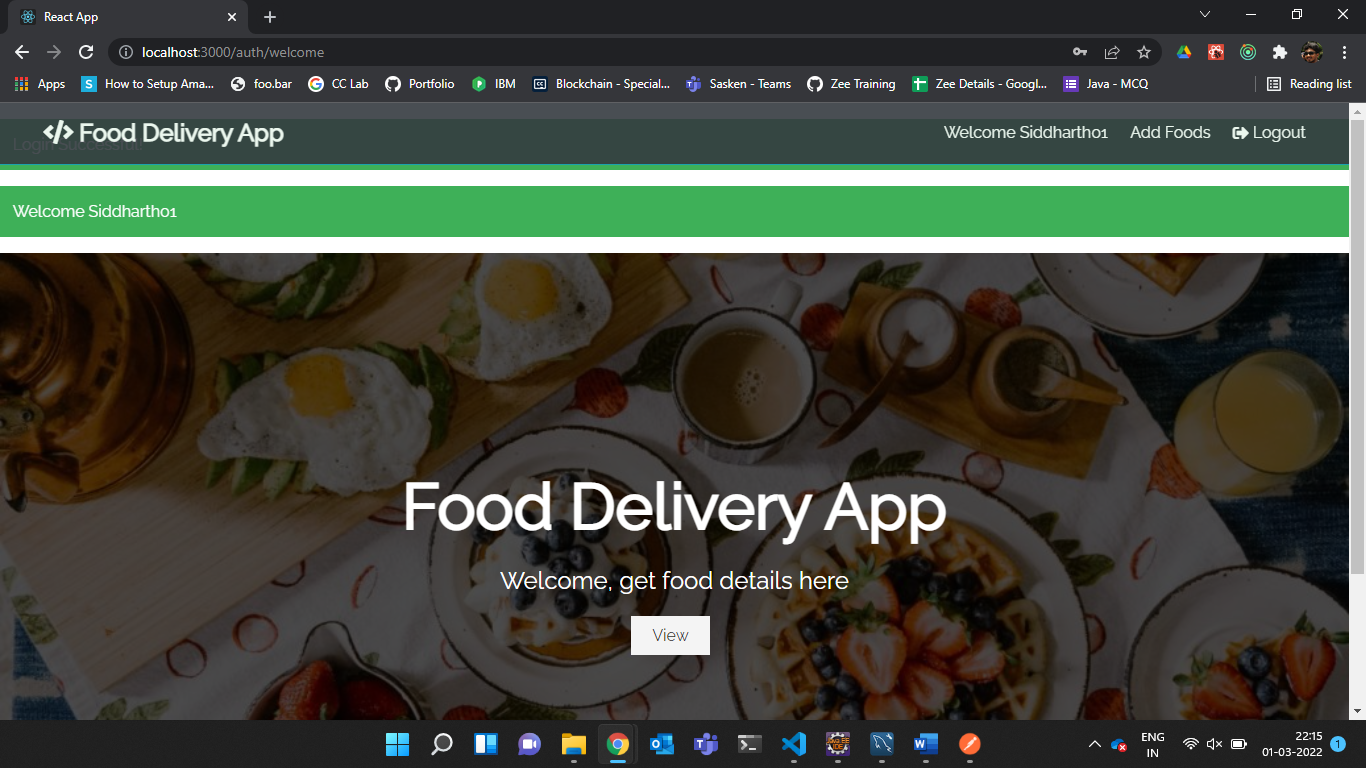 React App
localhost:3000/auth/welcome
Apps How to Setup Ama... foo.bar CC Lab Portfolio IBM Blockchain - Special... Sasken - Teams Zee Training Zee Details - Googl... Java - MCQ Reading list
Food Delivery App Welcome Siddharth01 Add Foods Logout
Login Successful!
Welcome Siddharth01
Food Delivery App
Welcome, get food details here
View
ENG
IN
22:15
01-03-2022
1